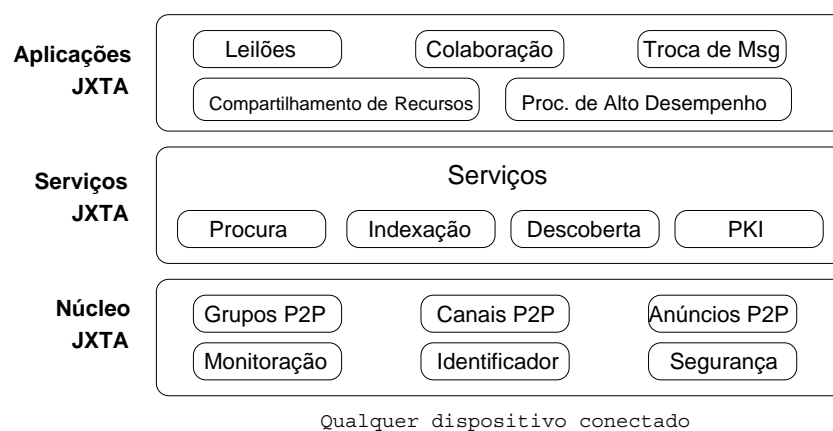 Aplicações
JXTA
Leilões
Colaboração
Troca de Msg
Compartilhamento de Recursos
Proc. de Alto Desempenho
Serviços
JXTA
Serviços
Procura
Indexação
Descoberta
PKI
Núcleo
JXTA
Grupos P2P
Canais P2P
Anúncios P2P
Monitoração
Identificador
Segurança
Qualquer dispositivo conectado